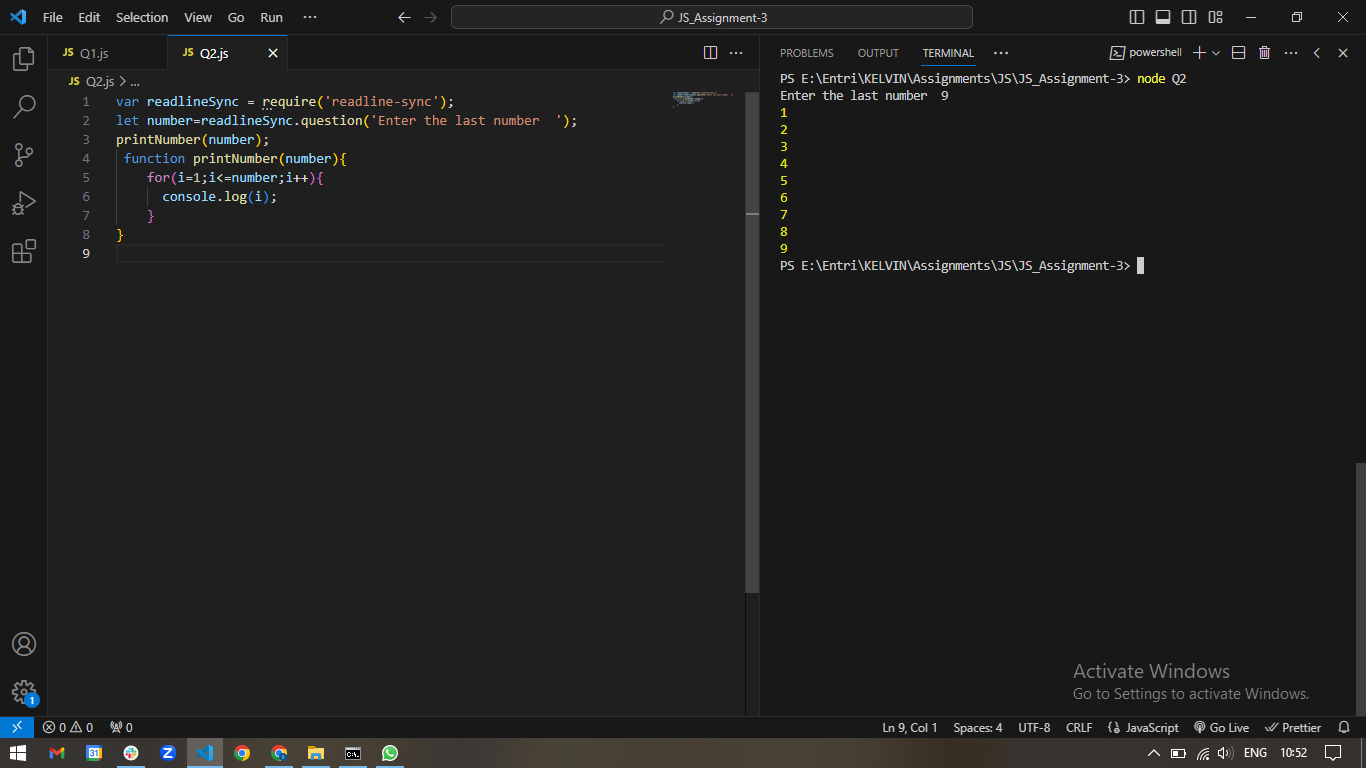 File Edit Selection View Go Run ···
JS_Assignment-3
JS Q1.js
JS Q2.js
JS Q2.js > ...
1 var readlineSync = require('readline-sync');
2 let number=readlineSync.question('Enter the last number  ');
3 printNumber(number);
4  function printNumber(number){
5     for(i=1;i<=number;i++){
6       console.log(i);
7     }
8 }
9
PROBLEMS OUTPUT TERMINAL ··· powershell
PS E:\Entri\KELVIN\Assignments\JS\JS_Assignment-3> node Q2
Enter the last number  9
1
2
3
4
5
6
7
8
9
PS E:\Entri\KELVIN\Assignments\JS\JS_Assignment-3>
Activate Windows
Go to Settings to activate Windows.
1
0 0 0 Ln 9, Col 1 Spaces: 4 UTF-8 CRLF {} JavaScript Go Live Prettier
31 Z C:\. ENG 10:52